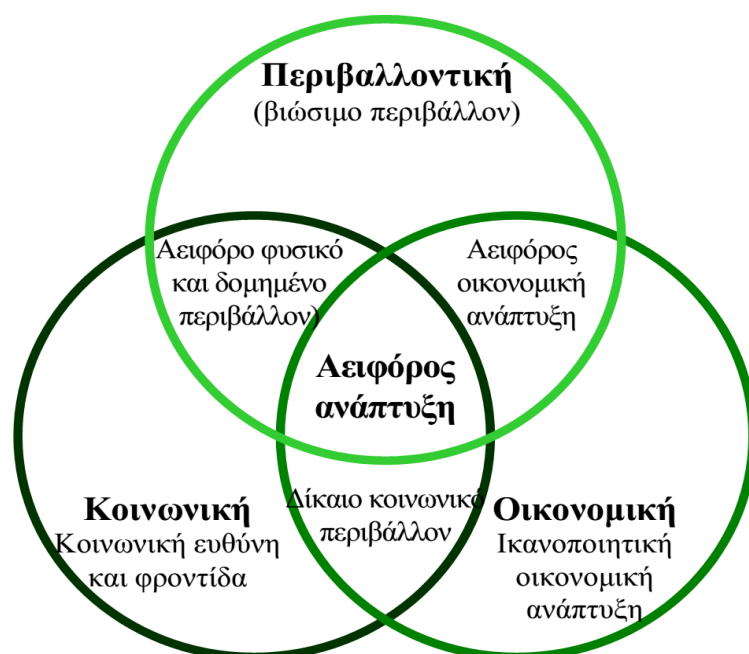 Περιβαλλοντική
(βιώσιμο περιβάλλον)
Αειφόρο φυσικό
και δομημένο
περιβάλλον)
Αειφόρος
οικονομική
ανάπτυξη
Αειφόρος
ανάπτυξη
Κοινωνική
Κοινωνική ευθύνη
και φροντίδα
Δίκαιο κοινωνικό
περιβάλλον
Οικονομική
Ικανοποιητική
οικονομική
ανάπτυξη